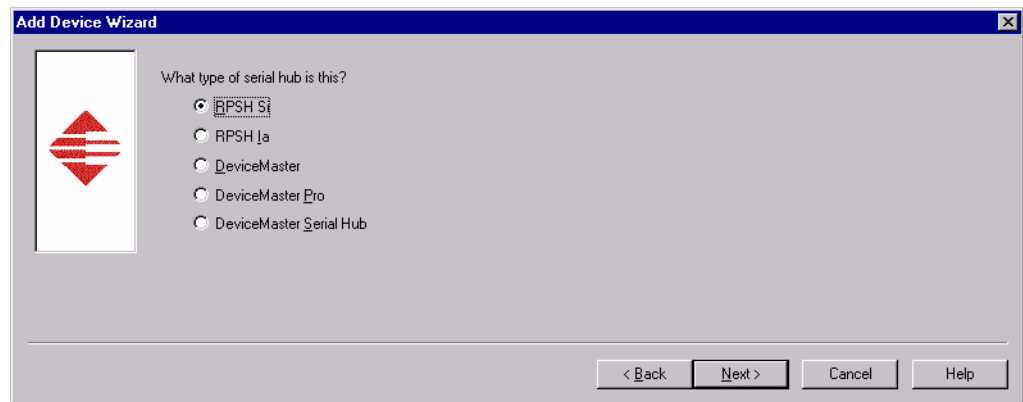 Add Device Wizard
What type of serial hub is this?
RPSH Si
RPSH Ia
DeviceMaster
DeviceMaster Pro
DeviceMaster Serial Hub
< Back Next > Cancel Help